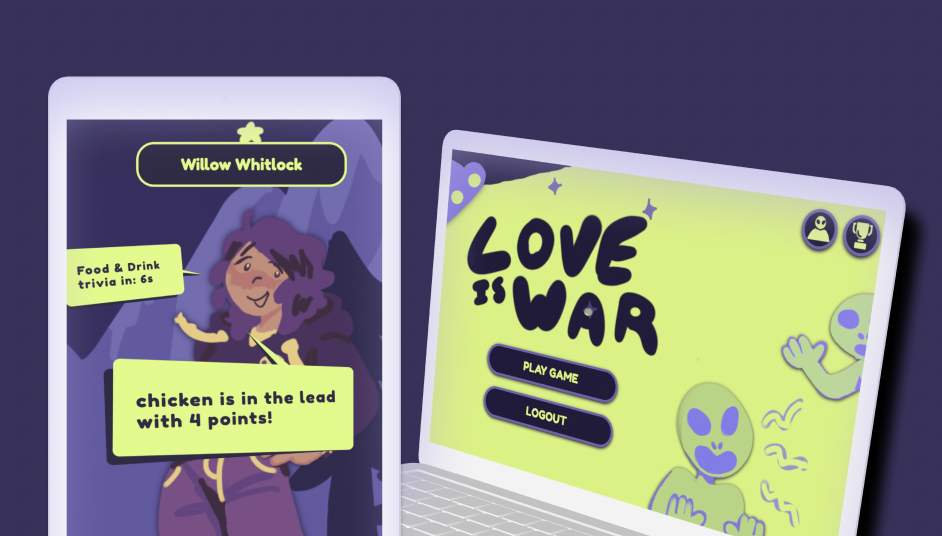 Willow Whitlock
Food & Drink
trivia in: 6s
chicken is in the lead
with 4 points!
LOVE
IS WAR
PLAY GAME
LOGOUT